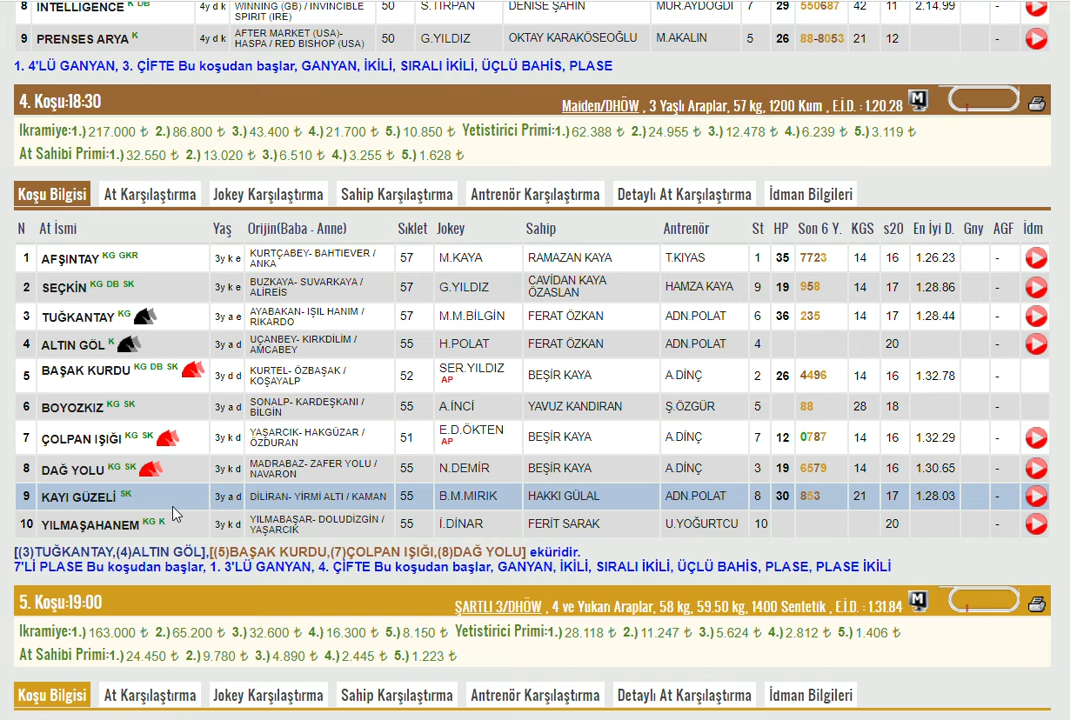 8 INTELLIGENCE K DB 4y d k WINNING (GB) / INVINCIBLE SPIRIT (IRE) 50 S.TIRPAN DENİZE ŞAHİN MUR.AYDOĞDİ 7 29 550687 42 11 2.14.99 -
9 PRENSES ARYA K 4y d k AFTER MARKET (USA)- HASPA / RED BISHOP (USA) 50 G.YILDIZ OKTAY KARAKÖSEOĞLU M.AKALIN 5 26 88-8053 21 12 -
1. 4'LÜ GANYAN, 3. ÇİFTE Bu koşudan başlar, GANYAN, İKİLİ, SIRALI İKİLİ, ÜÇLÜ BAHİS, PLASE
4. Koşu:18:30 Maiden/DHÖW , 3 Yaşlı Araplar, 57 kg, 1200 Kum , E.İ.D. : 1.20.28 M
İkramiye:1.) 217.000 ₺ 2.) 86.800 ₺ 3.) 43.400 ₺ 4.) 21.700 ₺ 5.) 10.850 ₺ Yetistirici Primi:1.) 62.388 ₺ 2.) 24.955 ₺ 3.) 12.478 ₺ 4.) 6.239 ₺ 5.) 3.119 ₺
At Sahibi Primi:1.) 32.550 ₺ 2.) 13.020 ₺ 3.) 6.510 ₺ 4.) 3.255 ₺ 5.) 1.628 ₺
Koşu Bilgisi At Karşılaştırma Jokey Karşılaştırma Sahip Karşılaştırma Antrenör Karşılaştırma Detaylı At Karşılaştırma İdman Bilgileri
N At İsmi Yaş Orijin(Baba - Anne) Sıklet Jokey Sahip Antrenör St HP Son 6 Y. KGS s20 En İyi D. Gny AGF İdm
1 AFŞINTAY KG GKR 3y k e KURTÇABEY- BAHTIEVER / ANKA 57 M.KAYA RAMAZAN KAYA T.KIYAS 1 35 7723 14 16 1.26.23 -
2 SEÇKİN KG DB SK 3y k e BUZKAYA- SUVARKAYA / ALİREİS 57 G.YILDIZ CAVİDAN KAYA ÖZASLAN HAMZA KAYA 9 19 958 14 17 1.28.86 -
3 TUĞKANTAY KG 3y a e AYABAKAN- IŞIL HANIM / RİKARDO 57 M.M.BİLGİN FERAT ÖZKAN ADN.POLAT 6 36 235 14 17 1.28.44 -
4 ALTIN GÖL K 3y a d UÇANBEY- KIRKDİLİM / AMCABEY 55 H.POLAT FERAT ÖZKAN ADN.POLAT 4 20 -
5 BAŞAK KURDU KG DB SK 3y d d KURTEL- ÖZBAŞAK / KOŞAYALP 52 SER.YILDIZ AP BEŞİR KAYA A.DİNÇ 2 26 4496 14 16 1.32.78 -
6 BOYOZKIZ KG SK 3y a d SONALP- KARDEŞKANI / BİLGİN 55 A.İNCİ YAVUZ KANDIRAN Ş.ÖZGÜR 5 88 28 18 -
7 ÇOLPAN IŞIĞI KG SK 3y k d YAŞARCIK- HAKGÜZAR / ÖZDURAN 51 E.D.ÖKTEN AP BEŞİR KAYA A.DİNÇ 7 12 0787 14 16 1.32.29 -
8 DAĞ YOLU KG SK 3y k d MADRABAZ- ZAFER YOLU / NAVARON 55 N.DEMİR BEŞİR KAYA A.DİNÇ 3 19 6579 14 16 1.30.65 -
9 KAYI GÜZELİ SK 3y a d DİLİRAN- YİRMİ ALTI / KAMAN 55 B.M.MIRIK HAKKI GÜLAL ADN.POLAT 8 30 853 21 17 1.28.03 -
10 YILMAŞAHANEM KG K 3y k d YILMABAŞAR- DOLUDİZGİN / YAŞARCIK 55 İ.DİNAR FERİT SARAK U.YOĞURTCU 10 20 -
[(3)TUĞKANTAY,(4)ALTIN GÖL],[(5)BAŞAK KURDU,(7)ÇOLPAN IŞIĞI,(8)DAĞ YOLU] eküridir.
7'Lİ PLASE Bu koşudan başlar, 1. 3'LÜ GANYAN, 4. ÇİFTE Bu koşudan başlar, GANYAN, İKİLİ, SIRALI İKİLİ, ÜÇLÜ BAHİS, PLASE, PLASE İKİLİ
5. Koşu:19:00 ŞARTLI 3/DHÖW , 4 ve Yukarı Araplar, 58 kg, 59.50 kg, 1400 Sentetik , E.İ.D. : 1.31.84 M
İkramiye:1.) 163.000 ₺ 2.) 65.200 ₺ 3.) 32.600 ₺ 4.) 16.300 ₺ 5.) 8.150 ₺ Yetistirici Primi:1.) 28.118 ₺ 2.) 11.247 ₺ 3.) 5.624 ₺ 4.) 2.812 ₺ 5.) 1.406 ₺
At Sahibi Primi:1.) 24.450 ₺ 2.) 9.780 ₺ 3.) 4.890 ₺ 4.) 2.445 ₺ 5.) 1.223 ₺
Koşu Bilgisi At Karşılaştırma Jokey Karşılaştırma Sahip Karşılaştırma Antrenör Karşılaştırma Detaylı At Karşılaştırma İdman Bilgileri